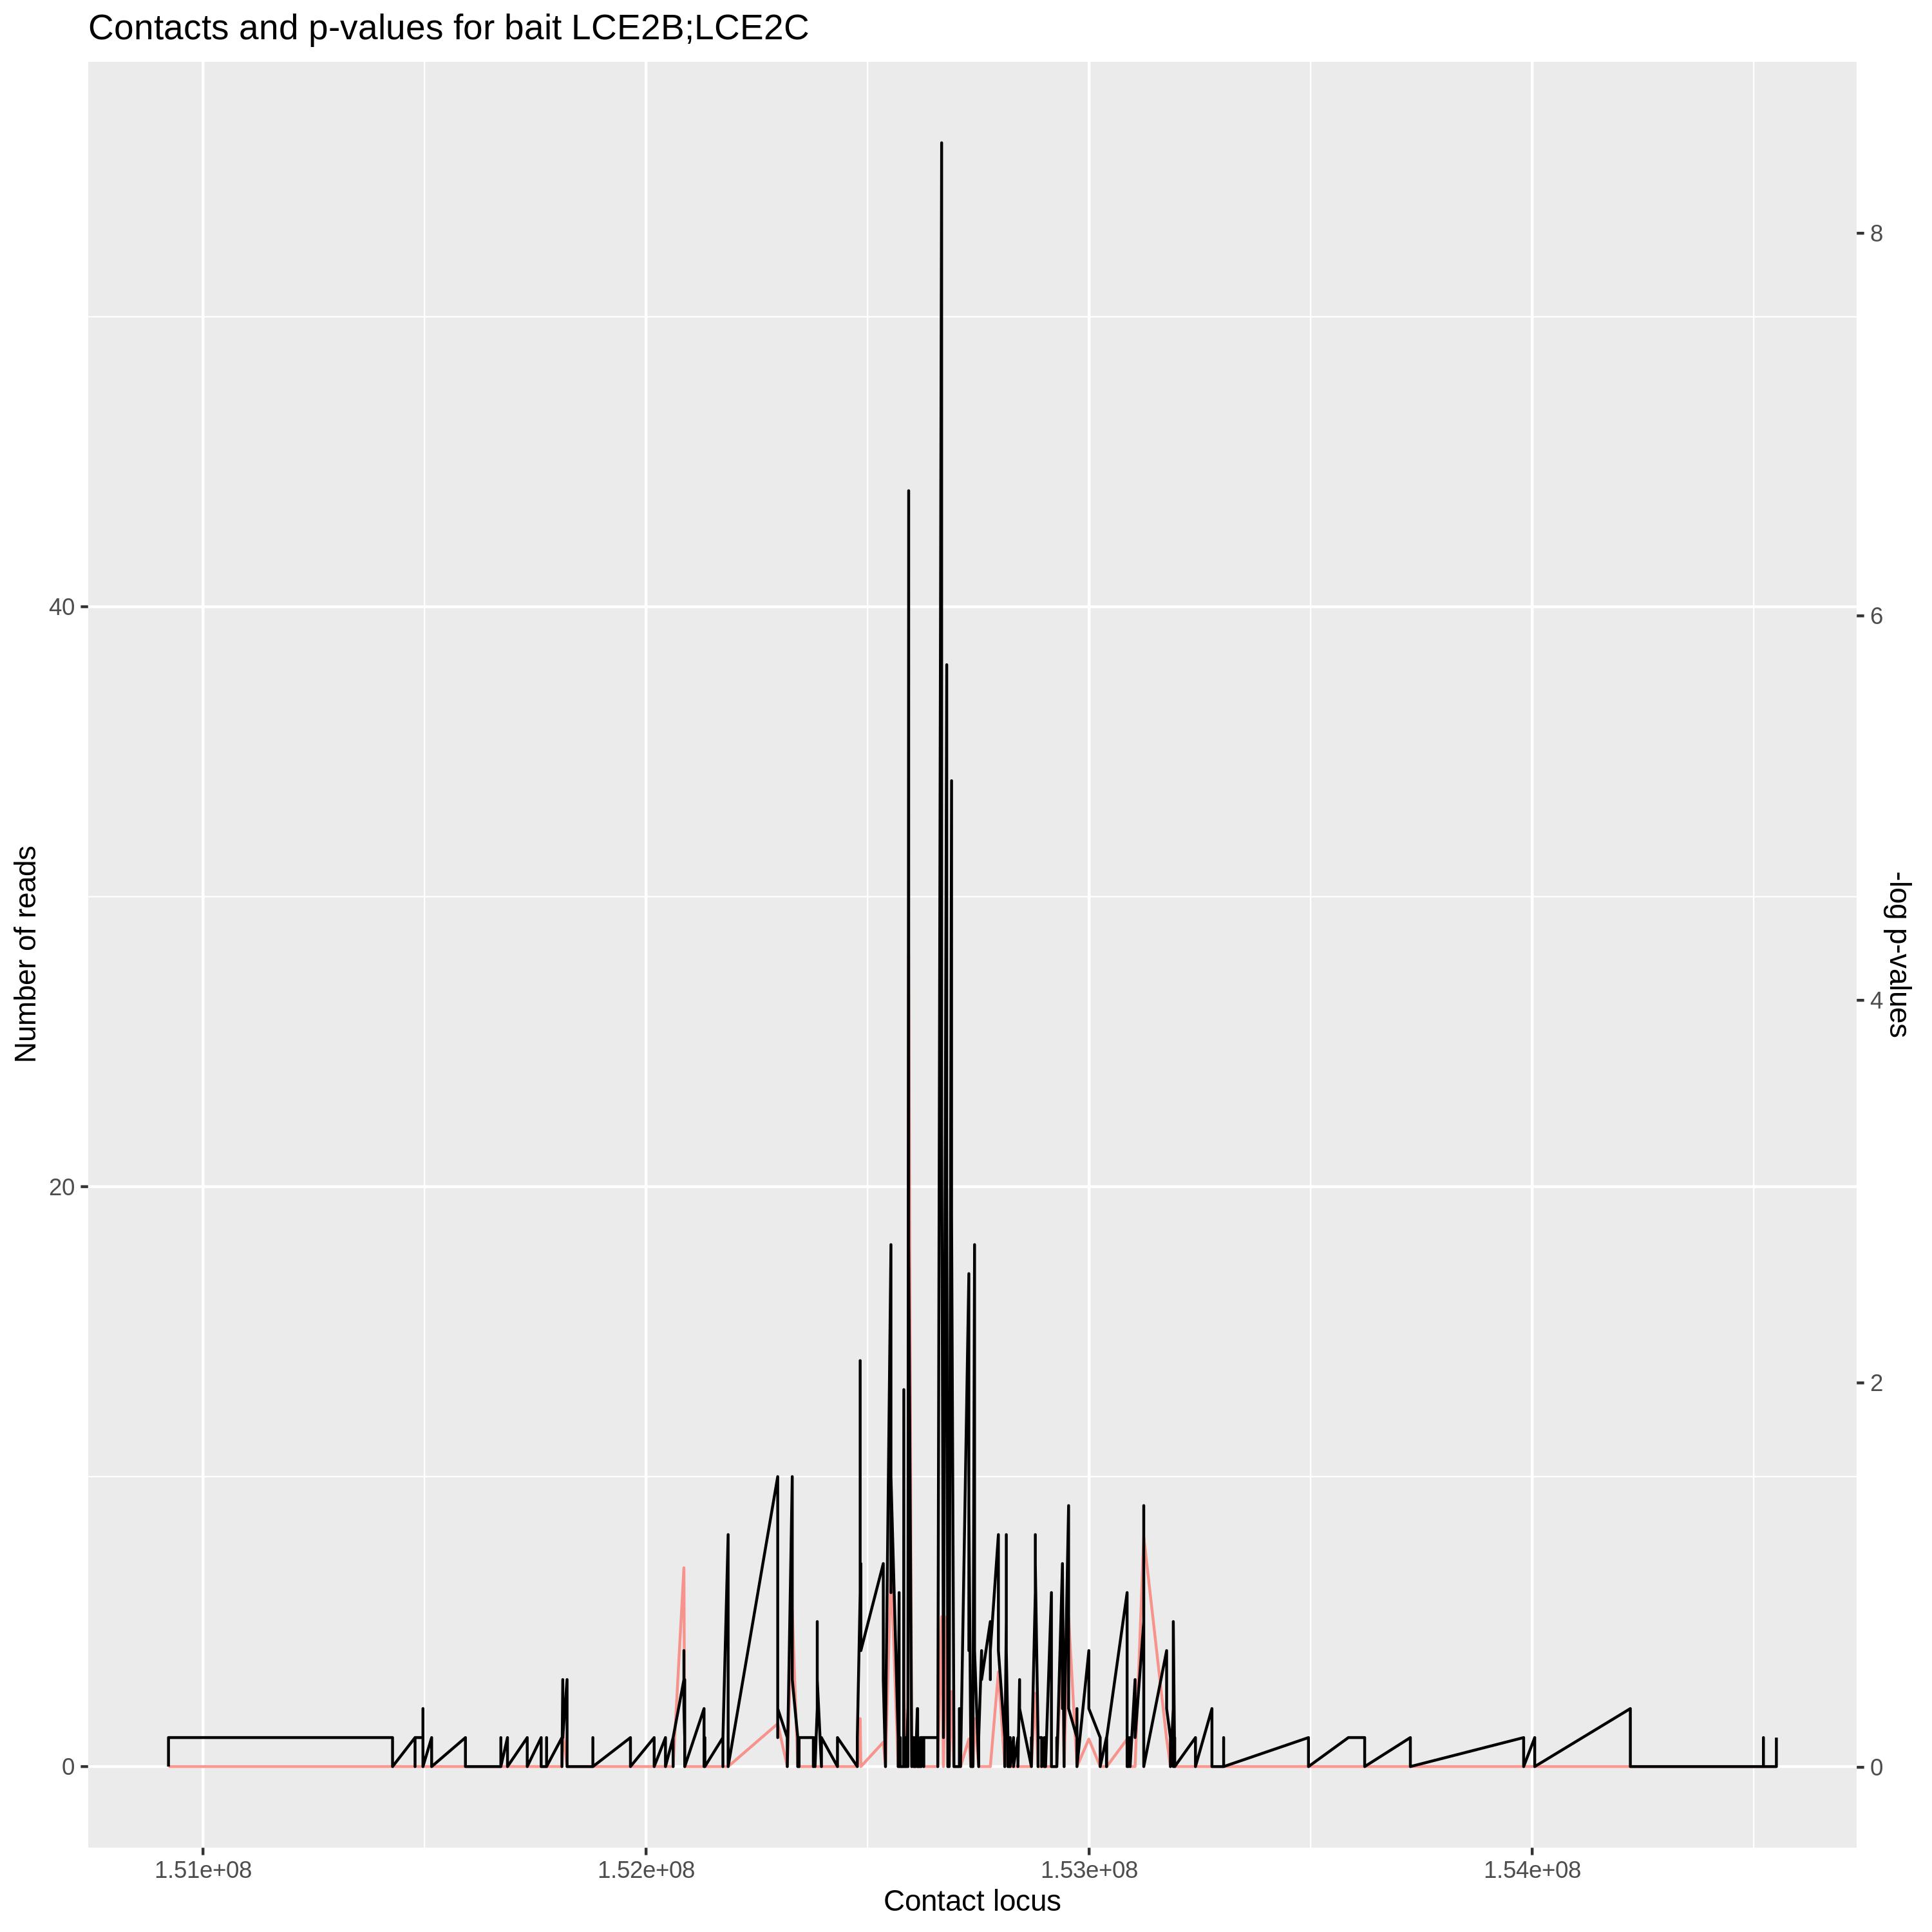 Contacts and p-values for bait LCE2B;LCE2C
Number of reads
40
20
0
8
6
4
2
0
-log p-values
1.51e+08
1.52e+08
1.53e+08
1.54e+08
Contact locus